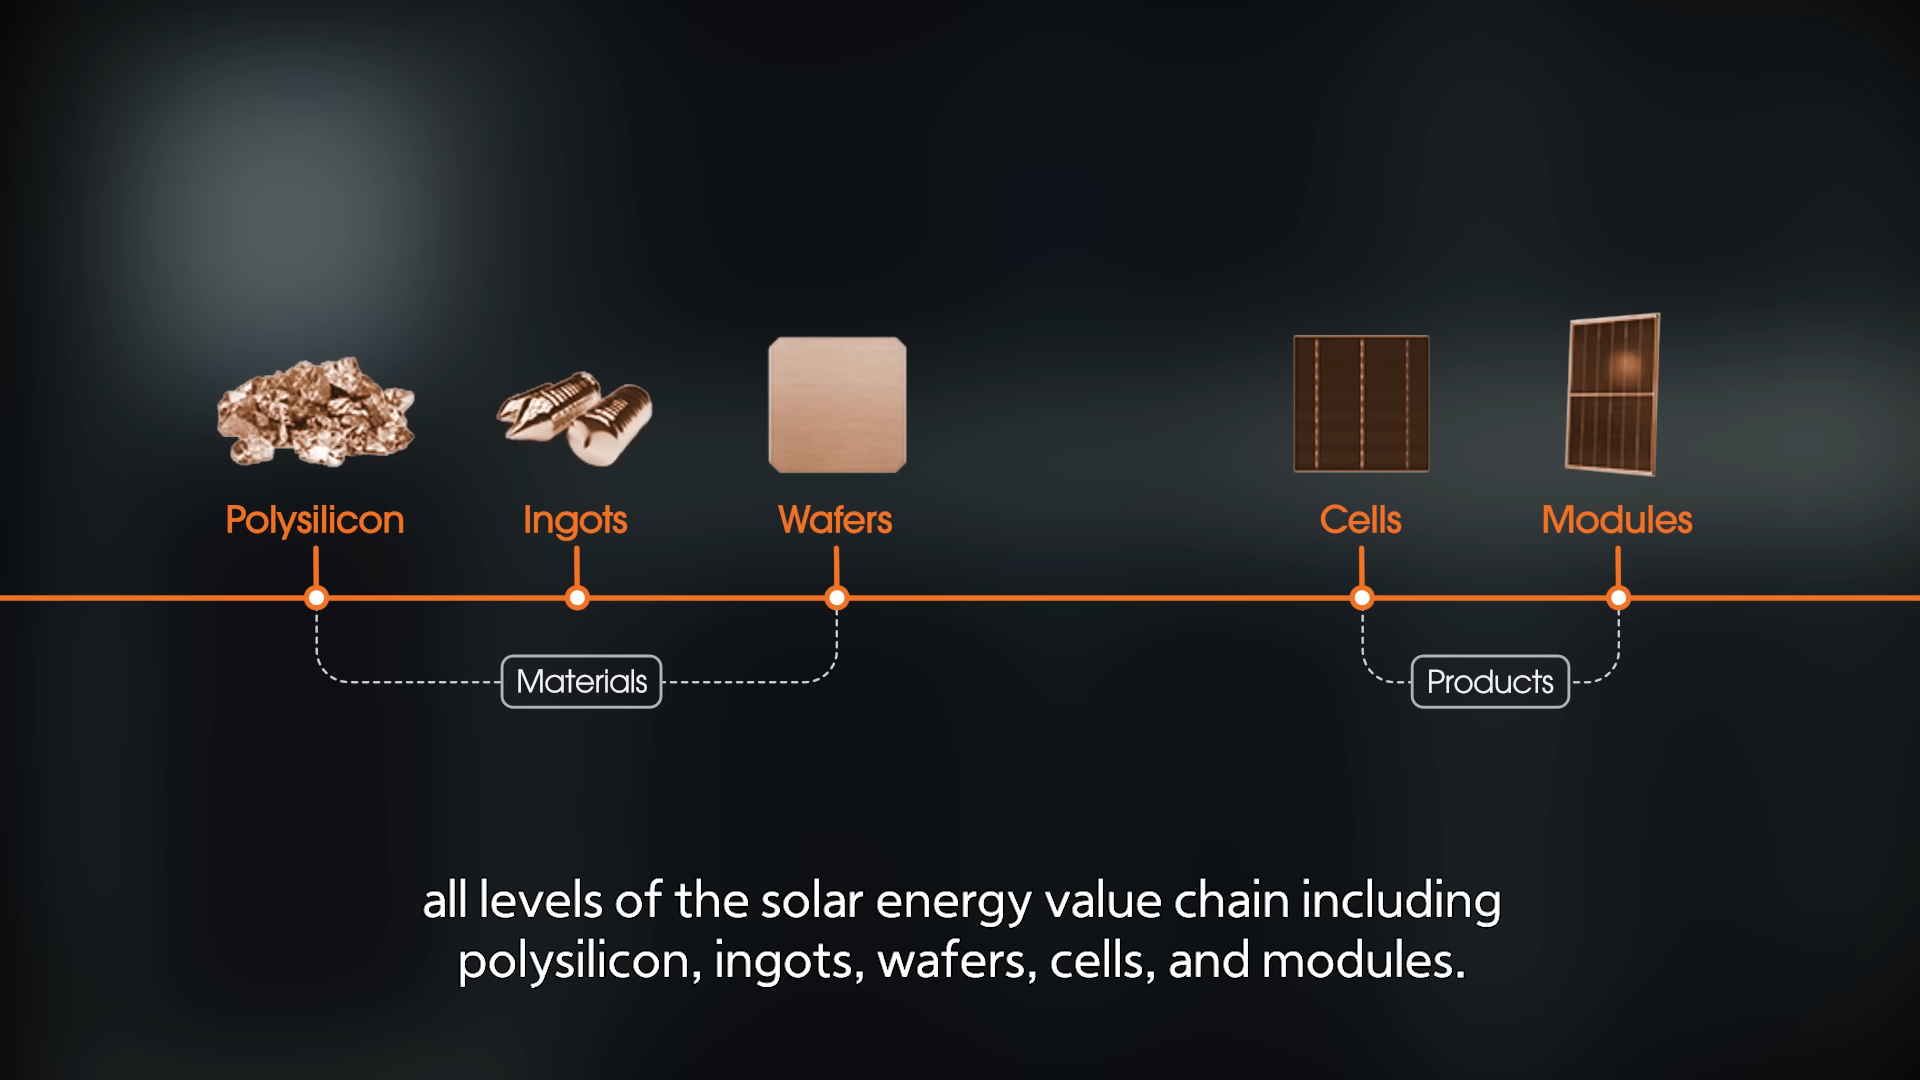 Polysilicon
Ingots
Wafers
Cells
Modules
Materials
Products
all levels of the solar energy value chain including
polysilicon, ingots, wafers, cells, and modules.